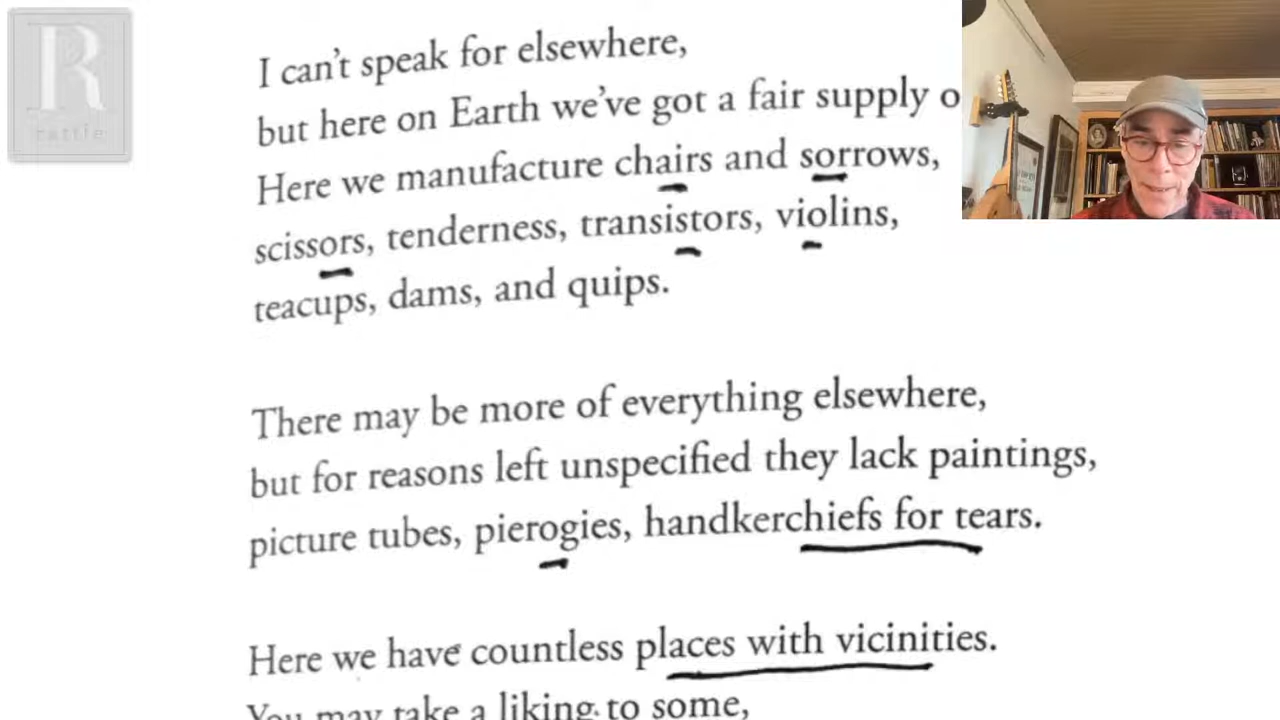 R
rattle
I can't speak for elsewhere,
but here on Earth we've got a fair supply o
Here we manufacture chairs and sorrows,
scissors, tenderness, transistors, violins,
teacups, dams, and quips.
There may be more of everything elsewhere,
but for reasons left unspecified they lack paintings,
picture tubes, pierogies, handkerchiefs for tears.
Here we have countless places with vicinities.
You may take a liking to some,